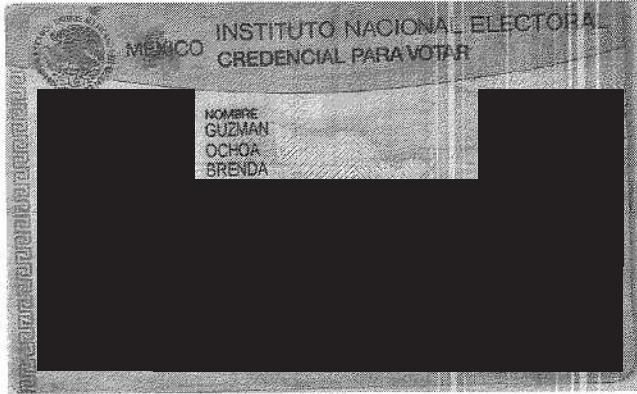 MÉXICO
INSTITUTO NACIONAL ELECTORAL
CREDENCIAL PARA VOTAR
NOMBRE
GUZMAN
OCHOA
BRENDA